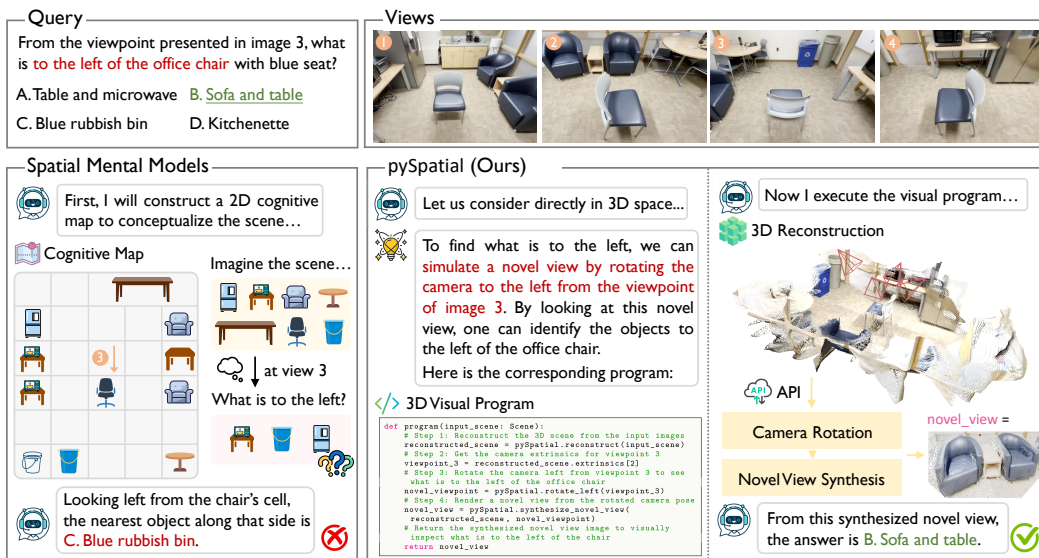 Query
From the viewpoint presented in image 3, what
is to the left of the office chair with blue seat?
A. Table and microwave B. Sofa and table
C. Blue rubbish bin D. Kitchenette
Views
1
2
3
4
Spatial Mental Models
First, I will construct a 2D cognitive
map to conceptualize the scene…
Cognitive Map
3
Imagine the scene…
at view 3
What is to the left?
???
Looking left from the chair's cell,
the nearest object along that side is
C. Blue rubbish bin.
pySpatial (Ours)
Let us consider directly in 3D space...
To find what is to the left, we can
simulate a novel view by rotating the
camera to the left from the viewpoint
of image 3. By looking at this novel
view, one can identify the objects to
the left of the office chair.
Here is the corresponding program:
</> 3D Visual Program
def program(input_scene: Scene):
# Step 1: Reconstruct the 3D scene from the input images
reconstructed_scene = pySpatial.reconstruct(input_scene)
# Step 2: Get the camera extrinsics for viewpoint 3
viewpoint_3 = reconstructed_scene.extrinsics[2]
# Step 3: Rotate the camera left from viewpoint 3 to see
what is to the left of the office chair
novel_viewpoint = pySpatial.rotate_left(viewpoint_3)
# Step 4: Render a novel view from the rotated camera pose
novel_view = pySpatial.synthesize_novel_view(
reconstructed_scene, novel_viewpoint)
# Return the synthesized novel view image to visually
inspect what is to the left of the chair
return novel_view
Now I execute the visual program…
3D Reconstruction
API API
Camera Rotation
Novel View Synthesis
novel_view =
From this synthesized novel view,
the answer is B. Sofa and table.